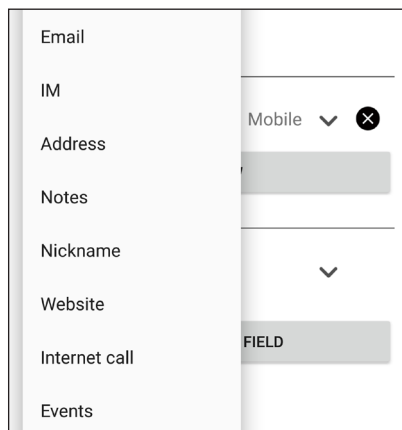 Email
IM
Mobile
Address
Notes
Nickname
Website
FIELD
Internet call
Events